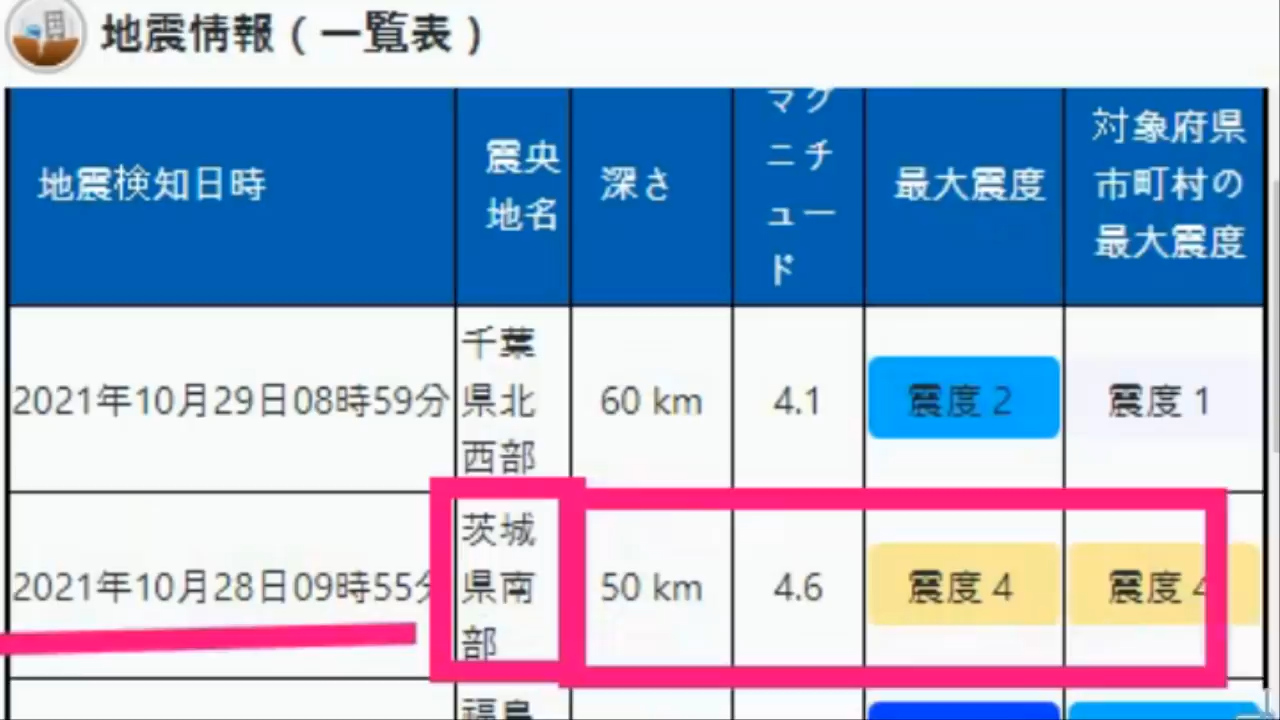 地震情報（一覧表）
地震検知日時
震央
地名
深さ
マグ
ニチ
ュー
ド
最大震度
対象府県
市町村の
最大震度
2021年10月29日08時59分
千葉
県北
西部
60 km
4.1
震度 2
震度 1
2021年10月28日09時55分
茨城
県南
部
50 km
4.6
震度 4
震度 4
福島